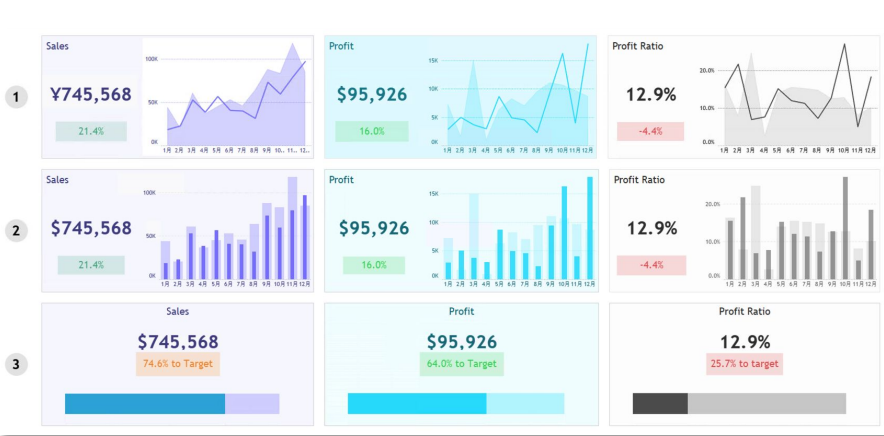 Sales
100K
¥745,568
50K
21.4%
0K
1月 2月 3月 4月 5月 6月 7月 8月 9月 10.. 11.. 12..
Profit
15K
$95,926
10K
5K
16.0%
0K
1月 2月 3月 4月 5月 6月 7月 8月 9月 10月 11月 12月
Profit Ratio
20.0%
12.9%
10.0%
-4.4%
0.0%
1月 2月 3月 4月 5月 6月 7月 8月 9月 10月 11月 12月
1
Sales
100K
$745,568
50K
21.4%
0K
1月 2月 3月 4月 5月 6月 7月 8月 9月 10月 11月 12月
Profit
15K
$95,926
10K
5K
16.0%
0K
1月 2月 3月 4月 5月 6月 7月 8月 9月 10月 11月 12月
Profit Ratio
20.0%
12.9%
10.0%
-4.4%
0.0%
1月 2月 3月 4月 5月 6月 7月 8月 9月 10月 11月 12月
2
Sales
$745,568
74.6% to Target
Profit
$95,926
64.0% to Target
Profit Ratio
12.9%
25.7% to target
3